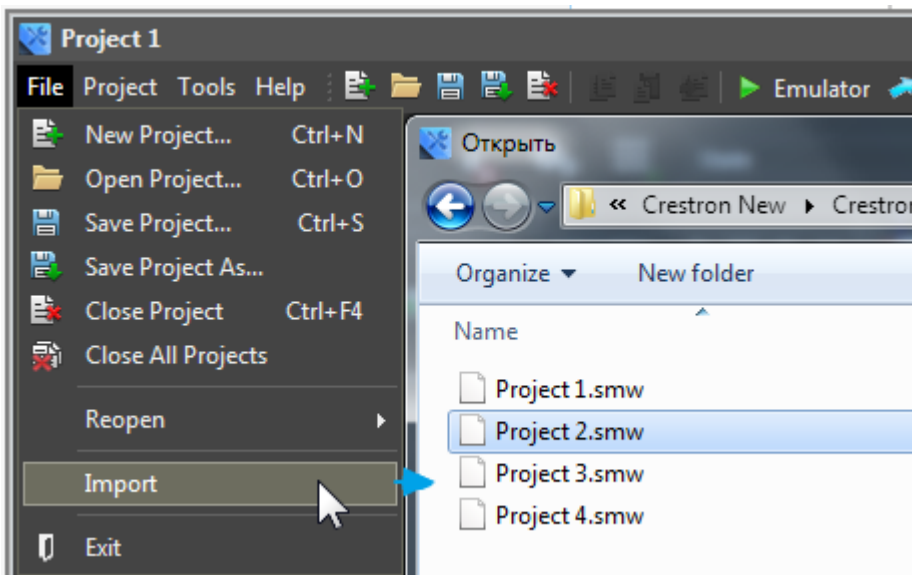 Project 1
File Project Tools Help Emulator
New Project... Ctrl+N
Open Project... Ctrl+O
Save Project... Ctrl+S
Save Project As...
Close Project Ctrl+F4
Close All Projects
Reopen
Import
Exit
Открыть
« Crestron New Crestron
Organize New folder
Name
Project 1.smw
Project 2.smw
Project 3.smw
Project 4.smw